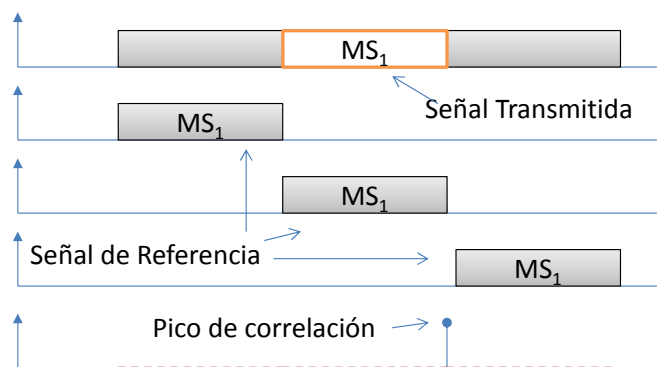 MS₁
Señal Transmitida
MS₁
MS₁
Señal de Referencia
MS₁
Pico de correlación